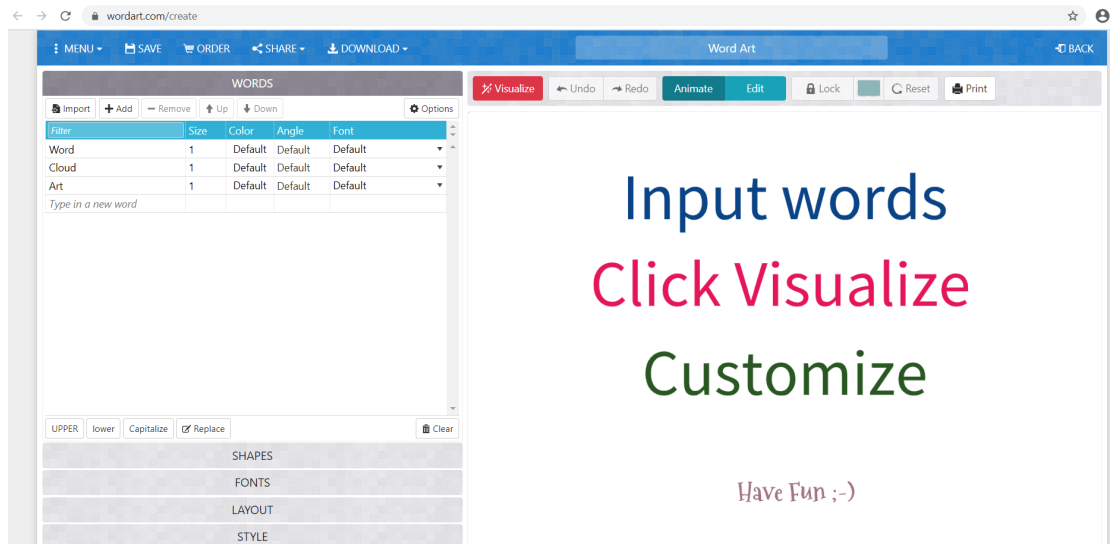 wordart.com/create
MENU SAVE ORDER SHARE DOWNLOAD Word Art BACK
WORDS
Import Add Remove Up Down Options
Filter Size Color Angle Font
Word 1 Default Default Default
Cloud 1 Default Default Default
Art 1 Default Default Default
Type in a new word
UPPER lower Capitalize Replace Clear
SHAPES
FONTS
LAYOUT
STYLE
Visualize Undo Redo Animate Edit Lock Reset Print
Input words
Click Visualize
Customize
Have Fun ;-)